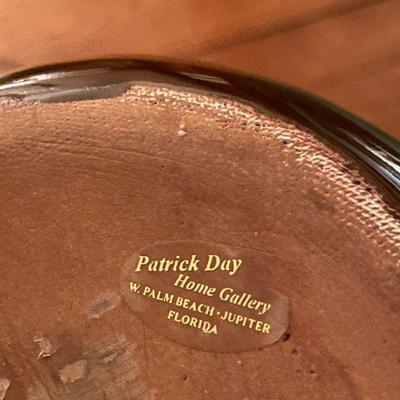 Patrick Day
Home Gallery
W. PALM BEACH · JUPITER
FLORIDA